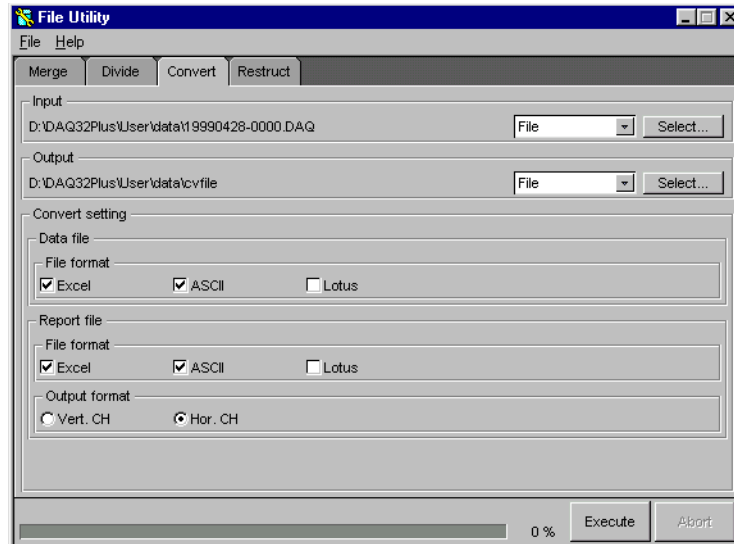 File Utility
File Help
Merge Divide Convert Restruct
Input
D:\DAQ32Plus\User\data\19990428-0000.DAQ File Select...
Output
D:\DAQ32Plus\User\data\cvfile File Select...
Convert setting
Data file
File format
Excel ASCII Lotus
Report file
File format
Excel ASCII Lotus
Output format
Vert. CH Hor. CH
0 % Execute Abort